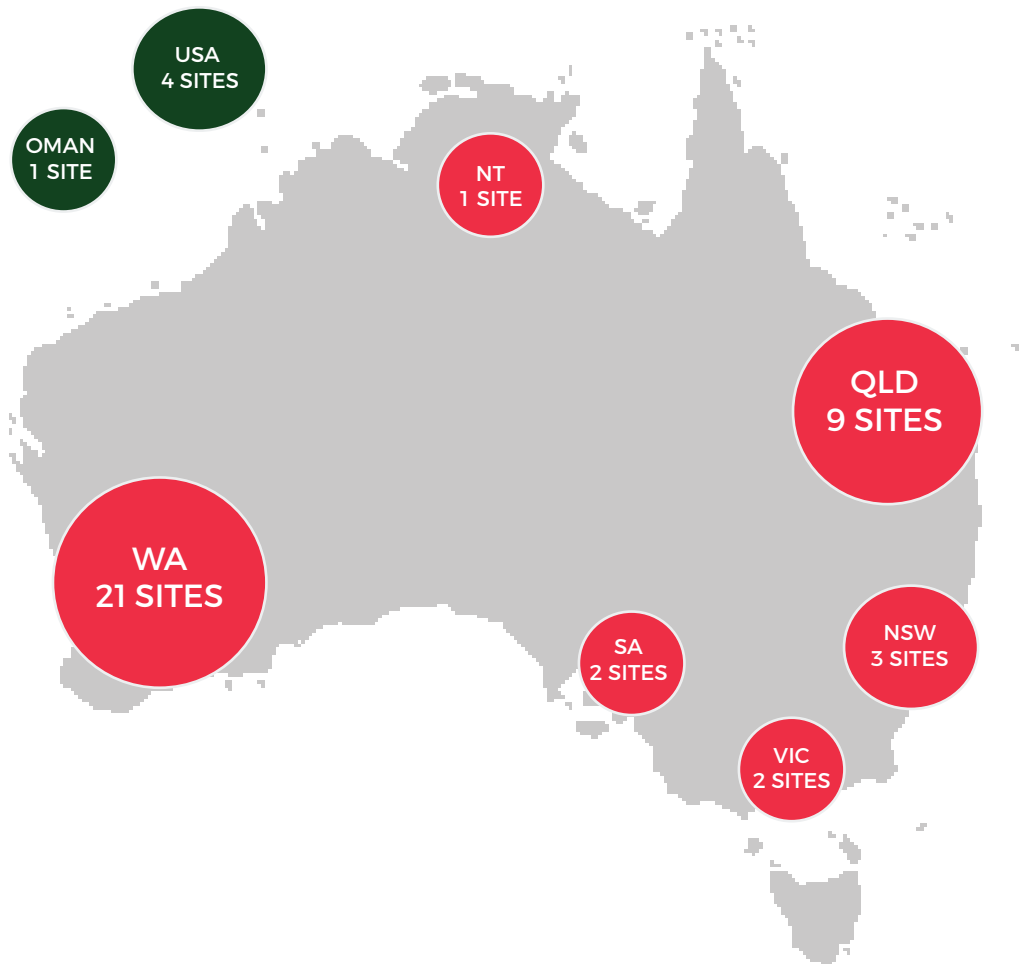 USA
4 SITES
OMAN
1 SITE
NT
1 SITE
QLD
9 SITES
WA
21 SITES
SA
2 SITES
NSW
3 SITES
VIC
2 SITES